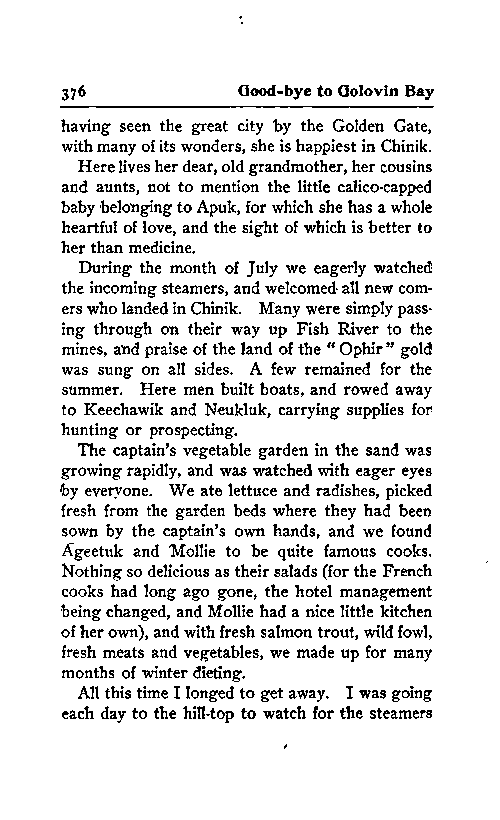 376 Good-bye to Golovin Bay
having seen the great city by the Golden Gate,
with many of its wonders, she is happiest in Chinik.
Here lives her dear, old grandmother, her cousins
and aunts, not to mention the little calico-capped
baby belonging to Apuk, for which she has a whole
heartful of love, and the sight of which is better to
her than medicine.
During the month of July we eagerly watched
the incoming steamers, and welcomed all new com-
ers who landed in Chinik. Many were simply pass-
ing through on their way up Fish River to the
mines, and praise of the land of the " Ophir " gold
was sung on all sides. A few remained for the
summer. Here men built boats, and rowed away
to Keechawik and Neukluk, carrying supplies for
hunting or prospecting.
The captain's vegetable garden in the sand was
growing rapidly, and was watched with eager eyes
by everyone. We ate lettuce and radishes, picked
fresh from the garden beds where they had been
sown by the captain's own hands, and we found
Ageetuk and Mollie to be quite famous cooks.
Nothing so delicious as their salads (for the French
cooks had long ago gone, the hotel management
being changed, and Mollie had a nice little kitchen
of her own), and with fresh salmon trout, wild fowl,
fresh meats and vegetables, we made up for many
months of winter dieting.
All this time I longed to get away. I was going
each day to the hill-top to watch for the steamers